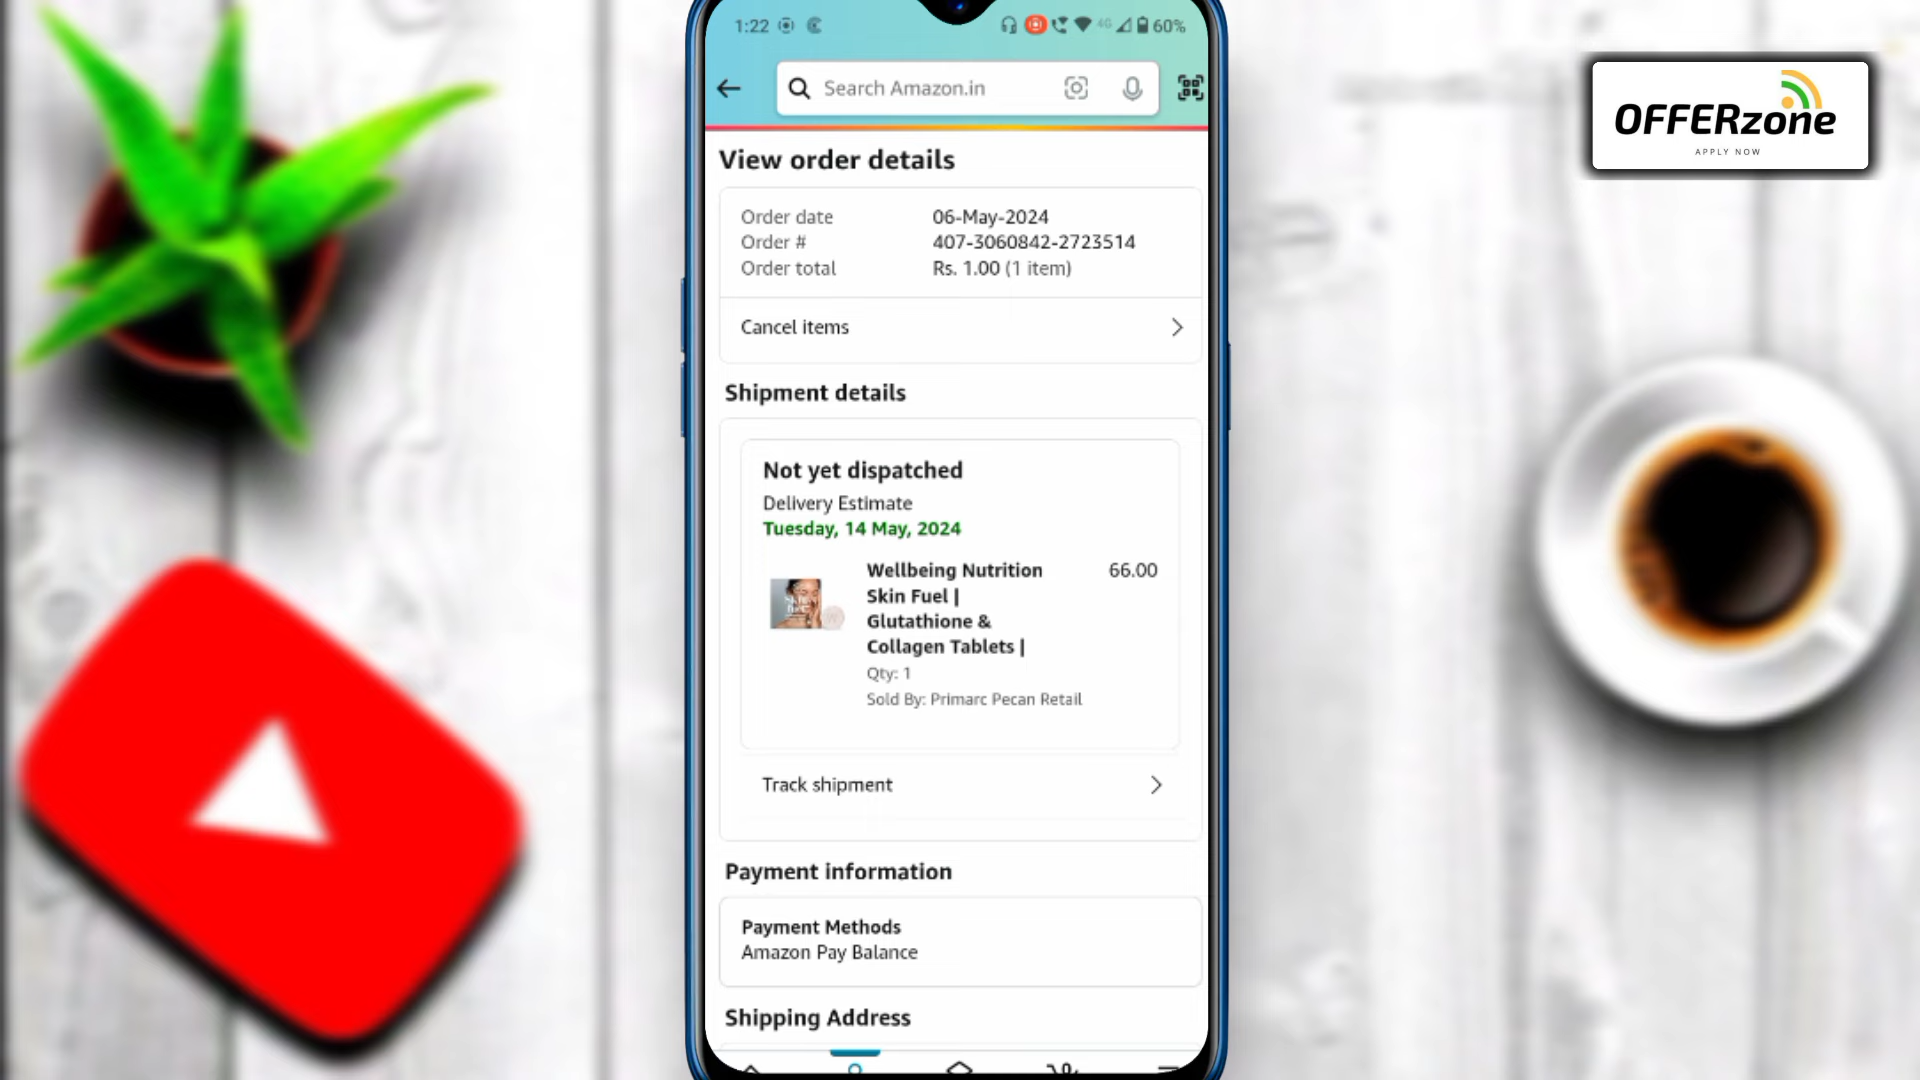 1:22
4G
60%
Search Amazon.in
OFFERzone
APPLY NOW
View order details
Order date 06-May-2024
Order # 407-3060842-2723514
Order total Rs. 1.00 (1 item)
Cancel items
Shipment details
Not yet dispatched
Delivery Estimate
Tuesday, 14 May, 2024
Wellbeing Nutrition 66.00
Skin Fuel |
Glutathione &
Collagen Tablets |
Qty: 1
Sold By: Primarc Pecan Retail
Track shipment
Payment information
Payment Methods
Amazon Pay Balance
Shipping Address